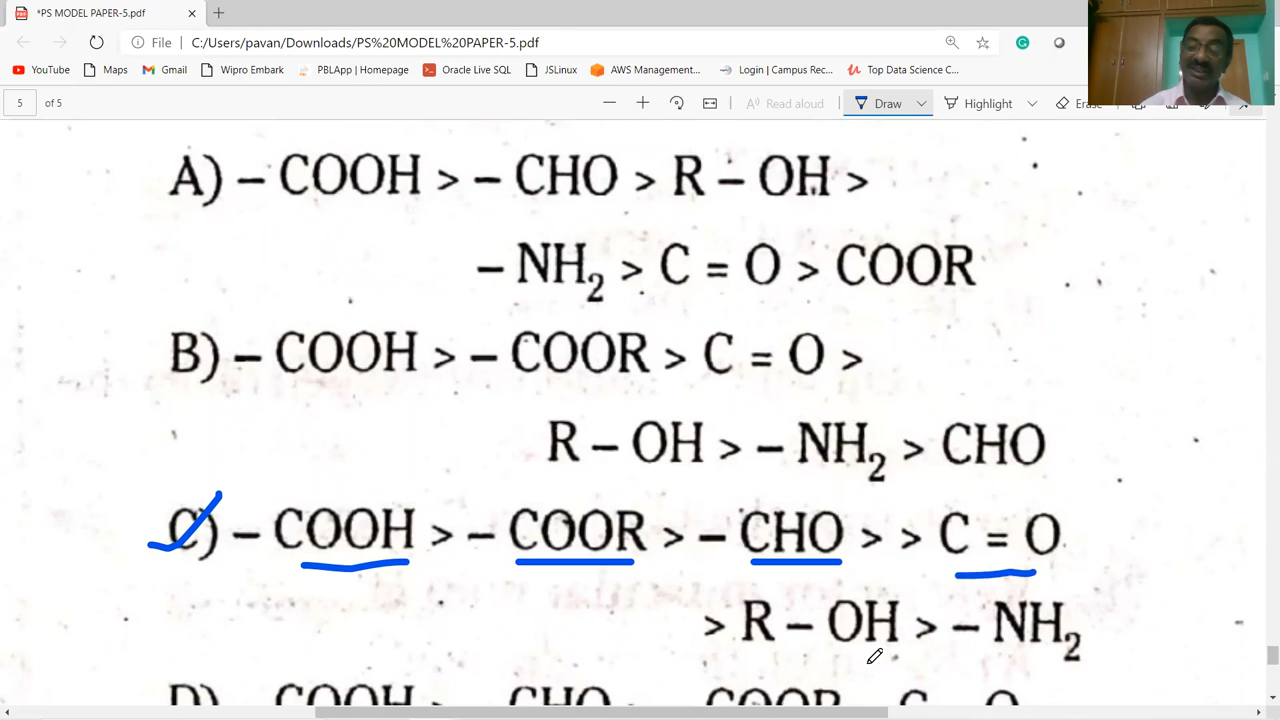 *PS MODEL PAPER-5.pdf
File C:/Users/pavan/Downloads/PS%20MODEL%20PAPER-5.pdf
YouTube Maps Gmail Wipro Embark PBLApp | Homepage Oracle Live SQL JSLinux AWS Management... Login | Campus Rec... Top Data Science C...
5 of 5 Read aloud Draw Highlight Erase
A) – COOH > – CHO > R – OH >
– NH₂ > C = O > COOR
B) – COOH > – COOR > C = O >
R – OH > – NH₂ > CHO
C) – COOH > – COOR > – CHO > > C = O
> R – OH > – NH₂